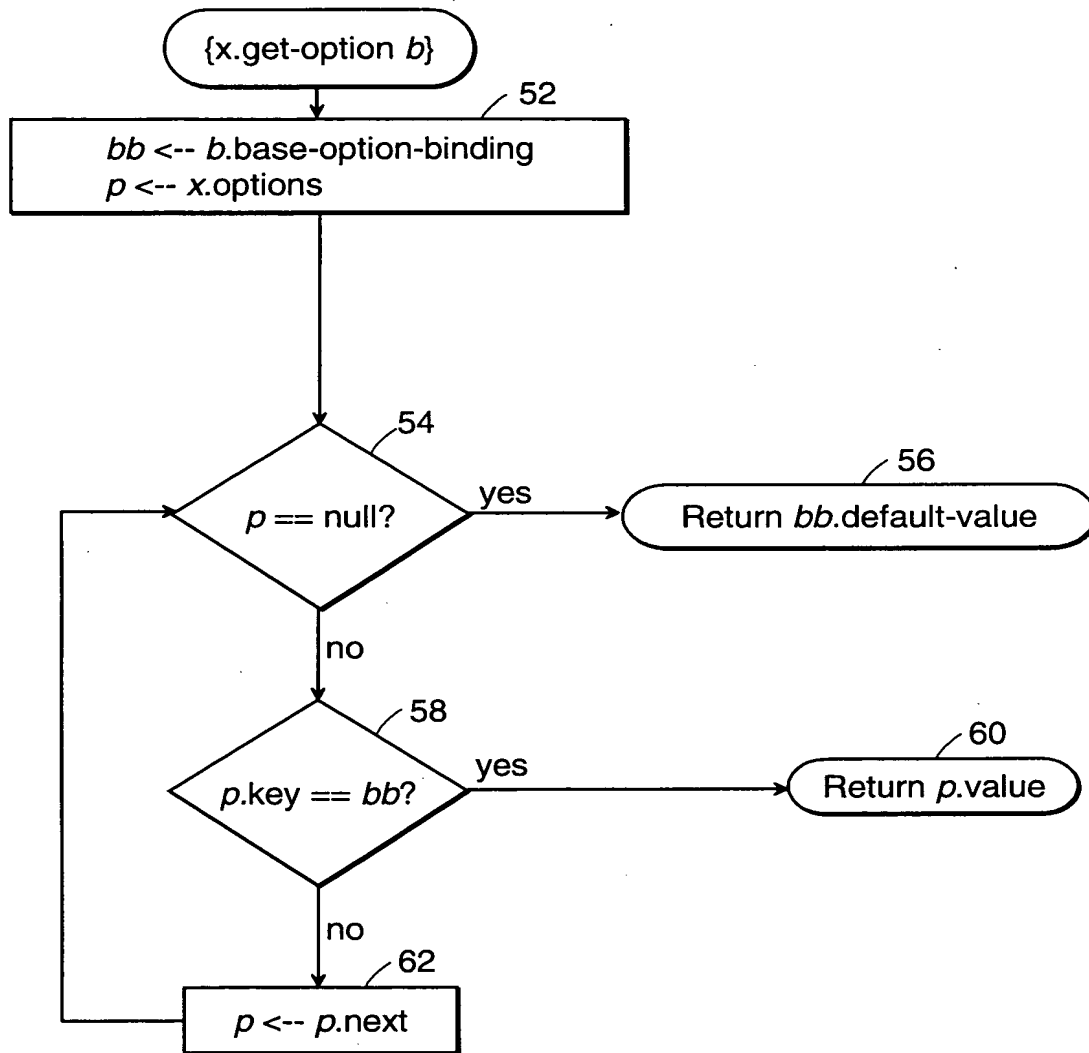 {x.get-option b}
52
bb <-- b.base-option-binding
p <-- x.options
54
p == null?
yes
56
Return bb.default-value
no
58
p.key == bb?
yes
60
Return p.value
no
62
p <-- p.next